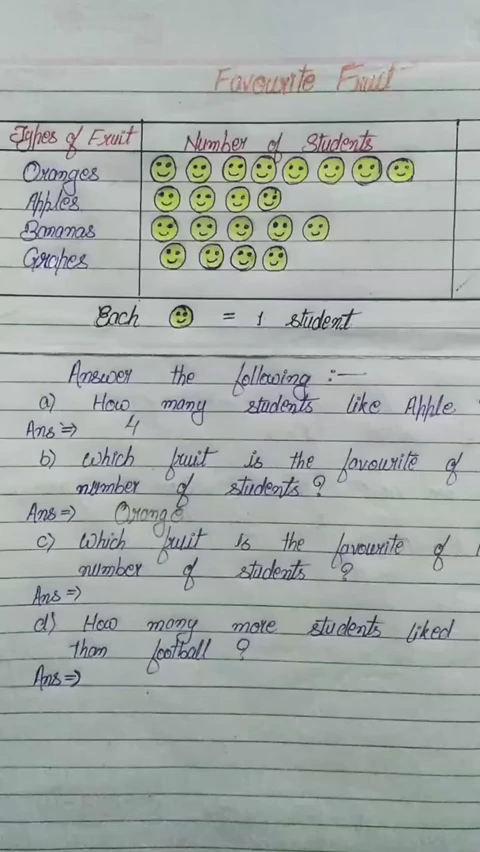 Favourite Fruit
Types of Fruit Number of Students
Oranges
Apples
Bananas
Grapes
Each = 1 student
Answer the following :—
a) How many students like Apple
Ans :⇒ 4
b) Which fruit is the favourite of
number of students ?
Ans ⇒) Orange
c) Which fruit is the favourite of
number of students ?
Ans ⇒)
d) How many more students liked
than football ?
Ans ⇒)